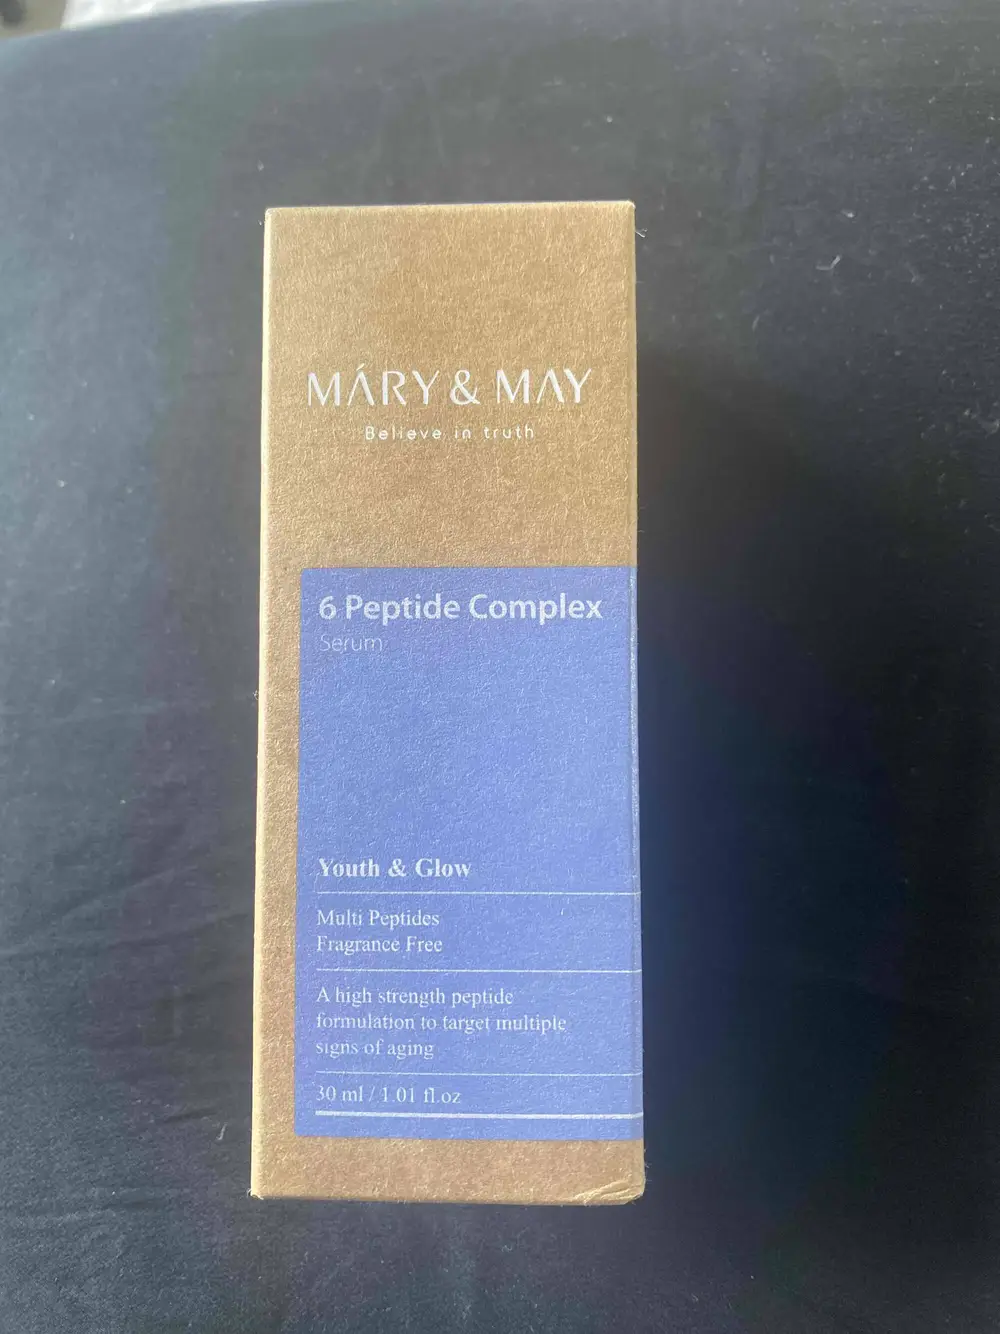 MÁRY & MAY
Believe in truth
6 Peptide Complex
Serum
Youth & Glow
Multi Peptides
Fragrance Free
A high strength peptide
formulation to target multiple
signs of aging
30 ml / 1.01 fl.oz